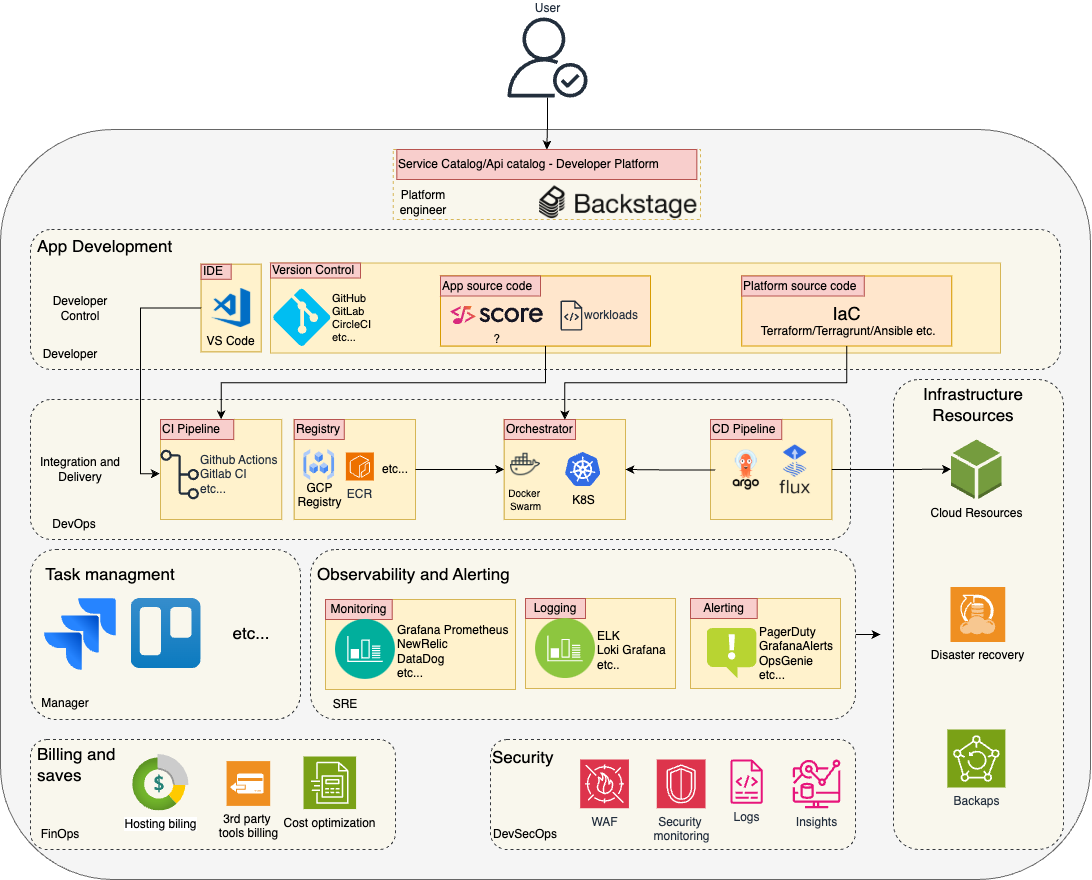 User
Service Catalog/Api catalog - Developer Platform
Platform
engineer
Backstage
App Development
Developer
Control
Developer
IDE
VS Code
Version Control
GitHub
GitLab
CircleCI
etc...
App source code
score
?
workloads
Platform source code
IaC
Terraform/Terragrunt/Ansible etc.
Integration and
Delivery
DevOps
CI Pipeline
Github Actions
Gitlab CI
etc...
Registry
GCP
Registry
ECR
etc...
Orchestrator
Docker
Swarm
K8S
CD Pipeline
argo
flux
Infrastructure
Resources
Cloud Resources
Disaster recovery
Backaps
Task managment
etc...
Manager
Observability and Alerting
Monitoring
Grafana Prometheus
NewRelic
DataDog
etc...
Logging
ELK
Loki Grafana
etc..
Alerting
PagerDuty
GrafanaAlerts
OpsGenie
etc...
SRE
Billing and
saves
FinOps
$
Hosting biling
3rd party
tools billing
Cost optimization
Security
DevSecOps
WAF
Security
monitoring
Logs
Insights